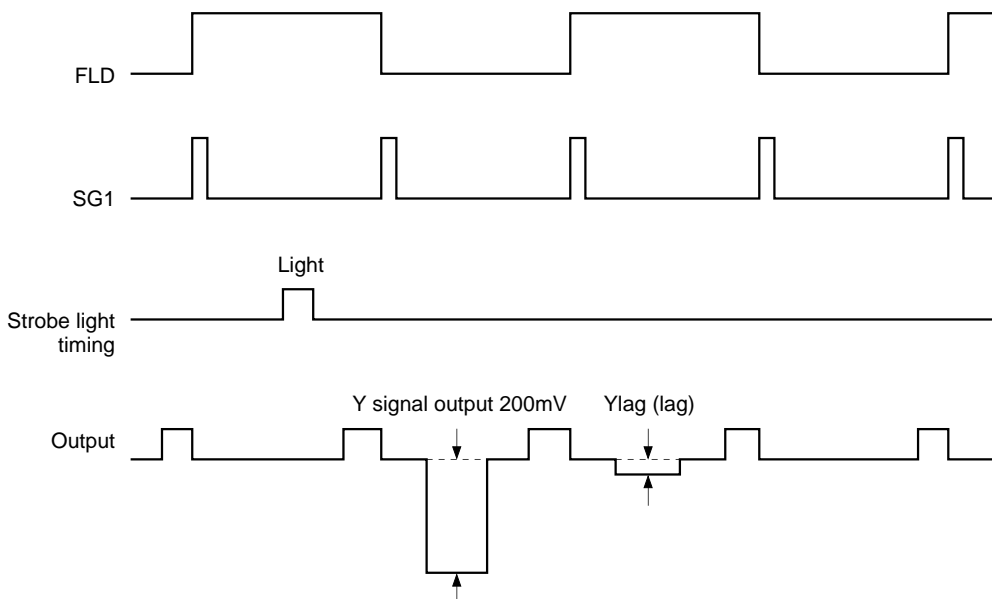 FLD
SG1
Light
Strobe light
timing
Y signal output 200mV
Ylag (lag)
Output